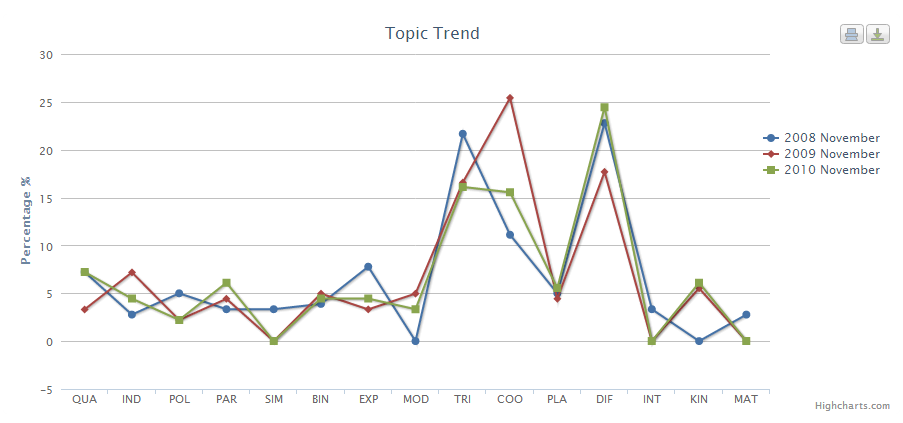 Topic Trend
30
25
20
15
10
5
0
−5
Percentage %
QUA IND POL PAR SIM BIN EXP MOD TRI COO PLA DIF INT KIN MAT
2008 November
2009 November
2010 November
Highcharts.com